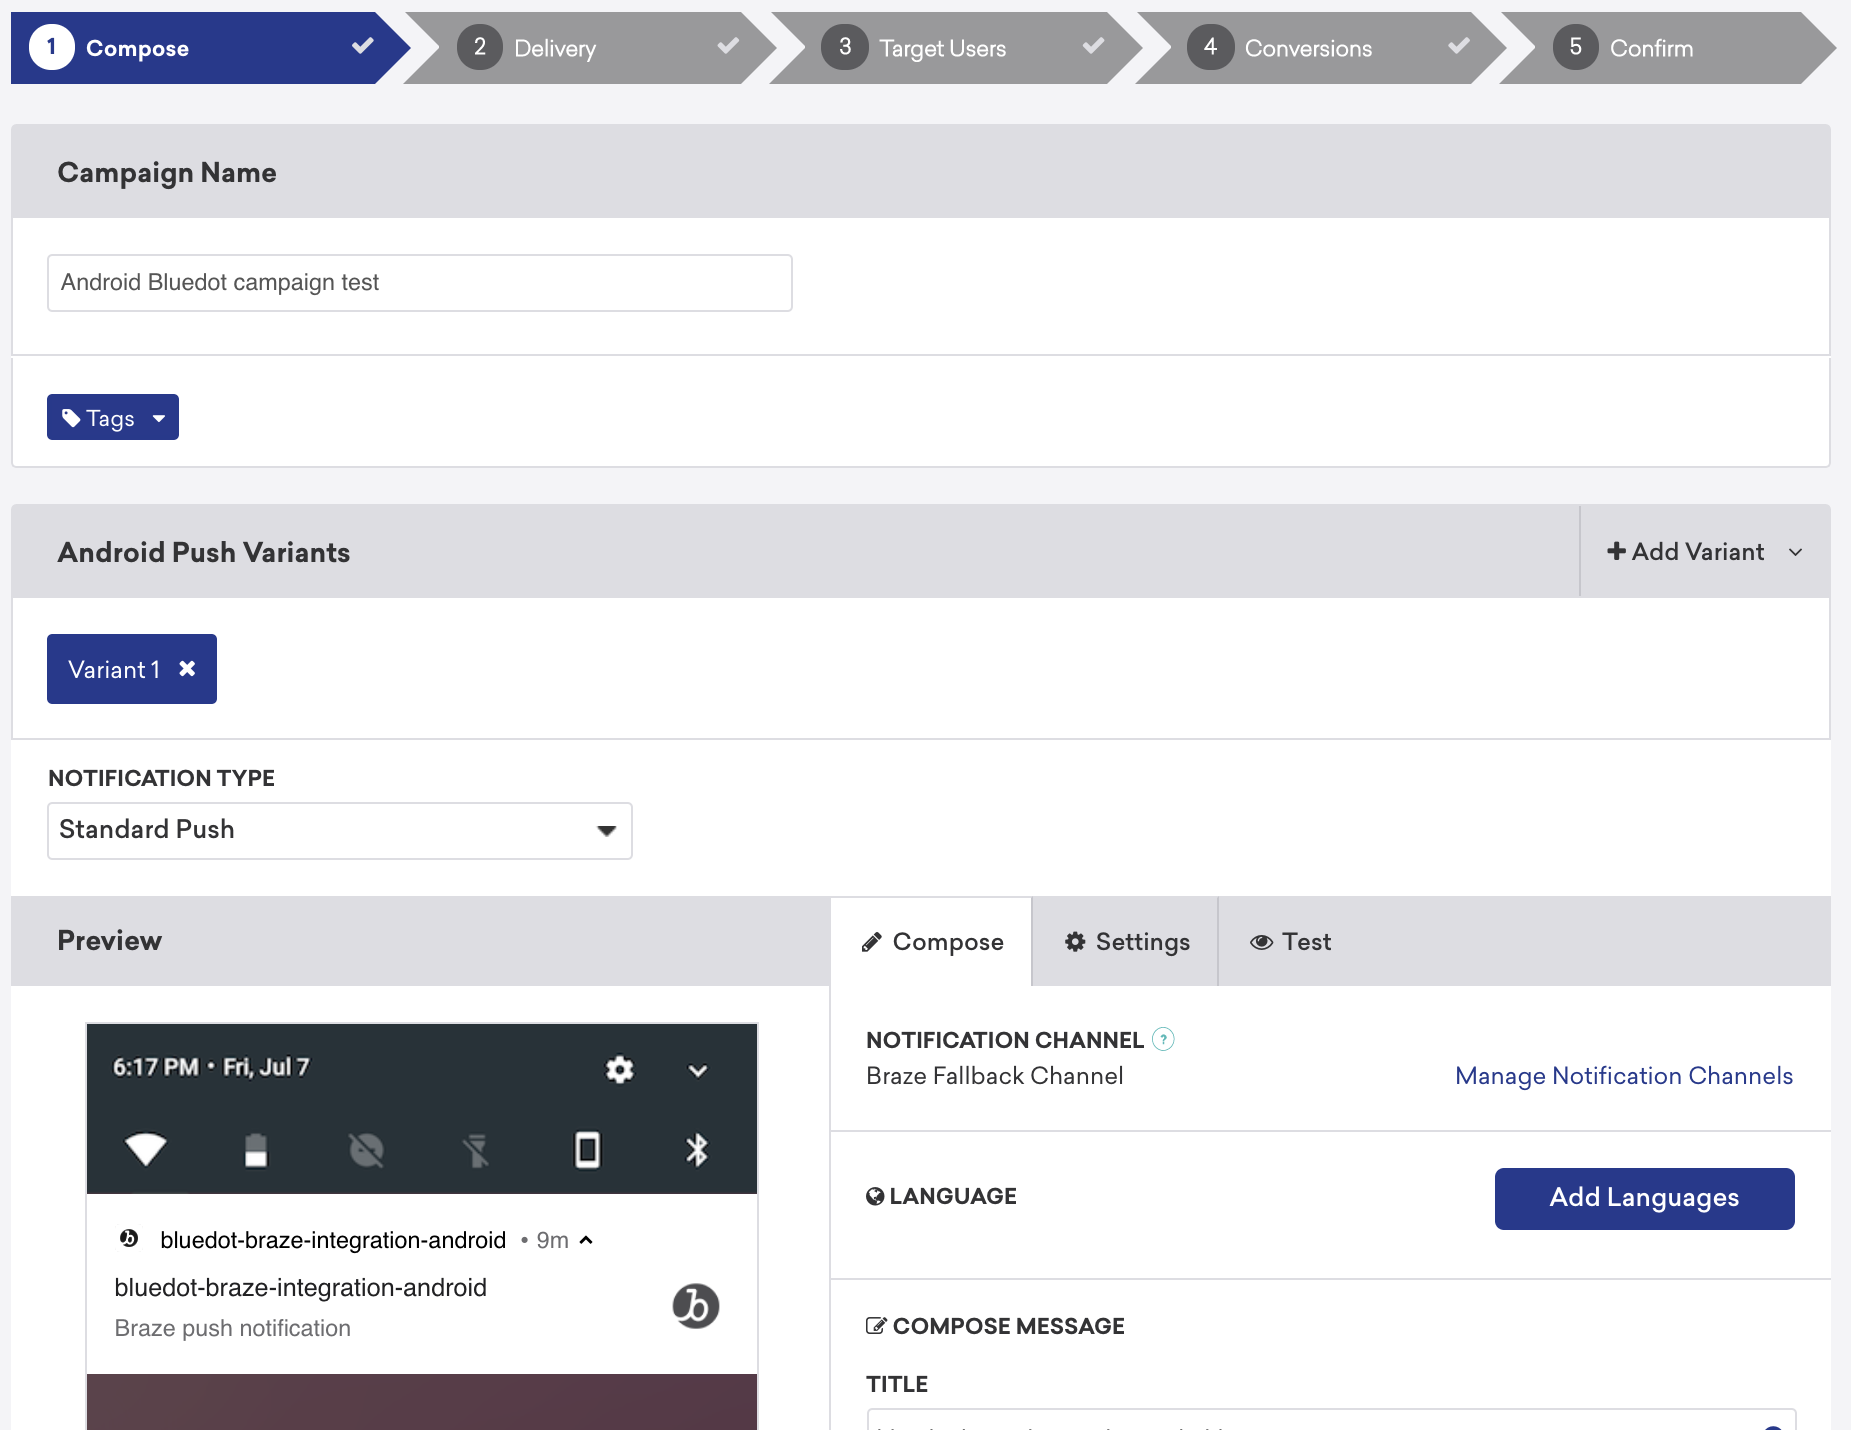 1 Compose 2 Delivery 3 Target Users 4 Conversions 5 Confirm
Campaign Name
Android Bluedot campaign test
Tags
Android Push Variants + Add Variant
Variant 1 ×
NOTIFICATION TYPE
Standard Push
Preview
Compose Settings Test
6:17 PM • Fri, Jul 7
bluedot-braze-integration-android • 9m
bluedot-braze-integration-android
Braze push notification
NOTIFICATION CHANNEL ?
Braze Fallback Channel Manage Notification Channels
LANGUAGE Add Languages
COMPOSE MESSAGE
TITLE